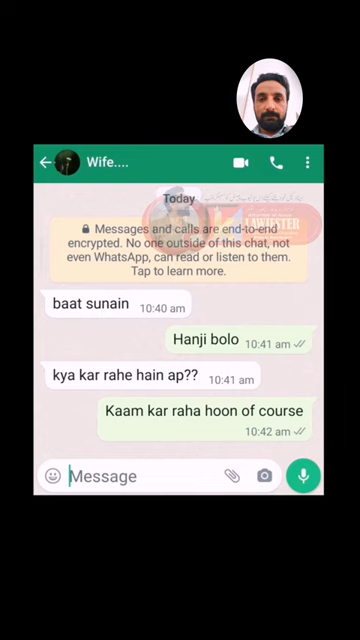 Wife....
Today
LAWJESTER
Messages and calls are end-to-end
encrypted. No one outside of this chat, not
even WhatsApp, can read or listen to them.
Tap to learn more.
baat sunain 10:40 am
Hanji bolo 10:41 am
kya kar rahe hain ap?? 10:41 am
Kaam kar raha hoon of course
10:42 am
Message